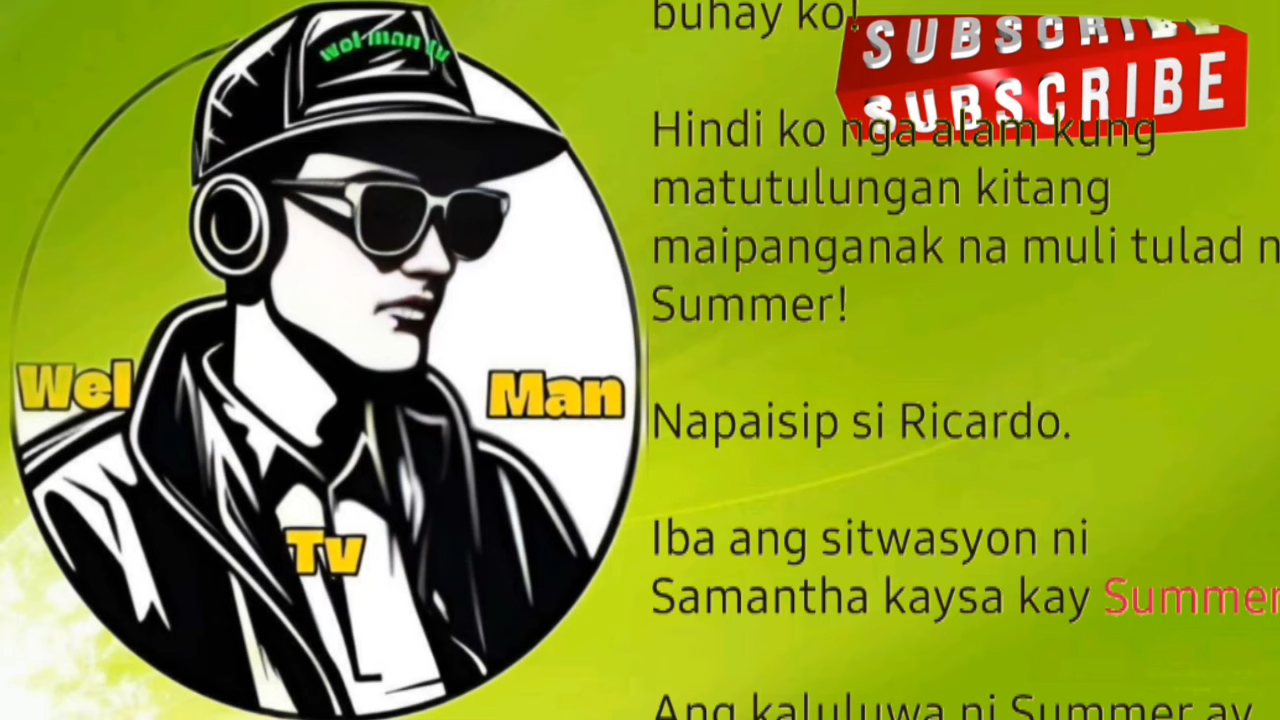 wel man tv
Wel
Man
Tv
buhay ko!
SUBSCRIBE
SUBSCRIBE
Hindi ko nga alam kung
matutulungan kitang
maipanganak na muli tulad
Summer!
Napaisip si Ricardo.
Iba ang sitwasyon ni
Samantha kaysa kay Summer
Ang kaluluwa ni Summer ay